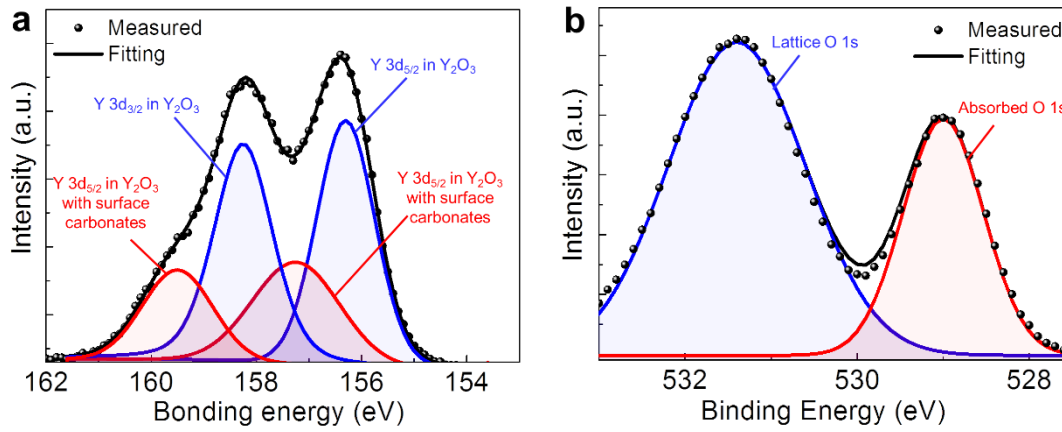 a
Measured
Fitting
Y 3d5/2 in Y2O3
Y 3d3/2 in Y2O3
Y 3d5/2 in Y2O3
with surface
carbonates
Y 3d5/2 in Y2O3
with surface
carbonates
Intensity (a.u.)
162 160 158 156 154
Bonding energy (eV)
b
Measured
Fitting
Lattice O 1s
Absorbed O 1s
Intensity (a.u.)
532 530 528
Binding Energy (eV)